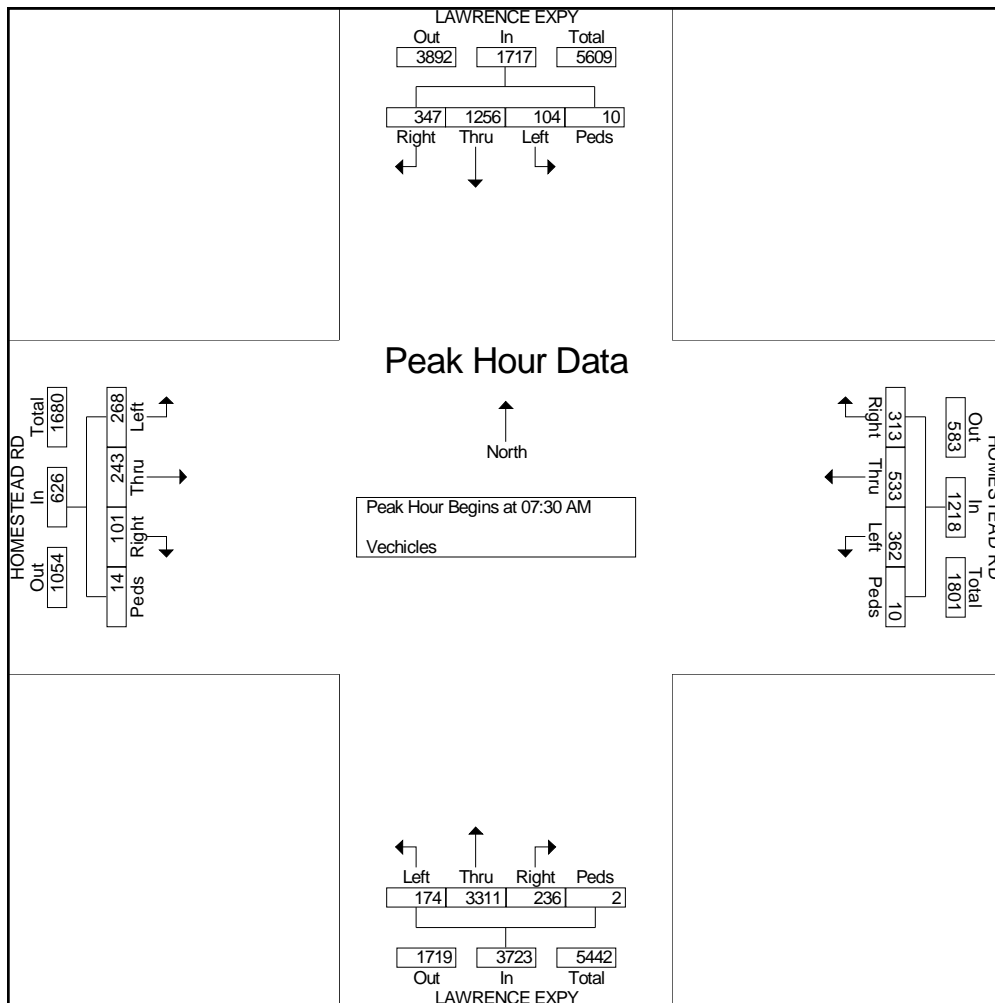 LAWRENCE EXPY
Out In Total
3892 1717 5609
347 1256 104 10
Right Thru Left Peds
Peak Hour Data
North
Peak Hour Begins at 07:30 AM
Vechicles
HOMESTEAD RD
Total In Out
1680 626 1054
268 243 101 14
Left Thru Right Peds
Right Thru Left Peds
313 533 362 10
583 1218 1801
Out In Total
HOMESTEAD RD
Left Thru Right Peds
174 3311 236 2
1719 3723 5442
Out In Total
LAWRENCE EXPY